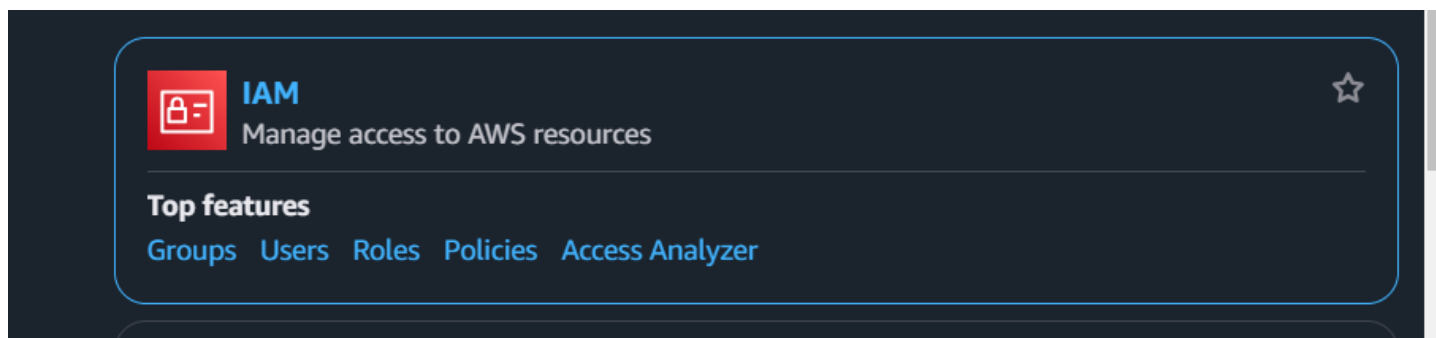 IAM
Manage access to AWS resources
Top features
Groups Users Roles Policies Access Analyzer